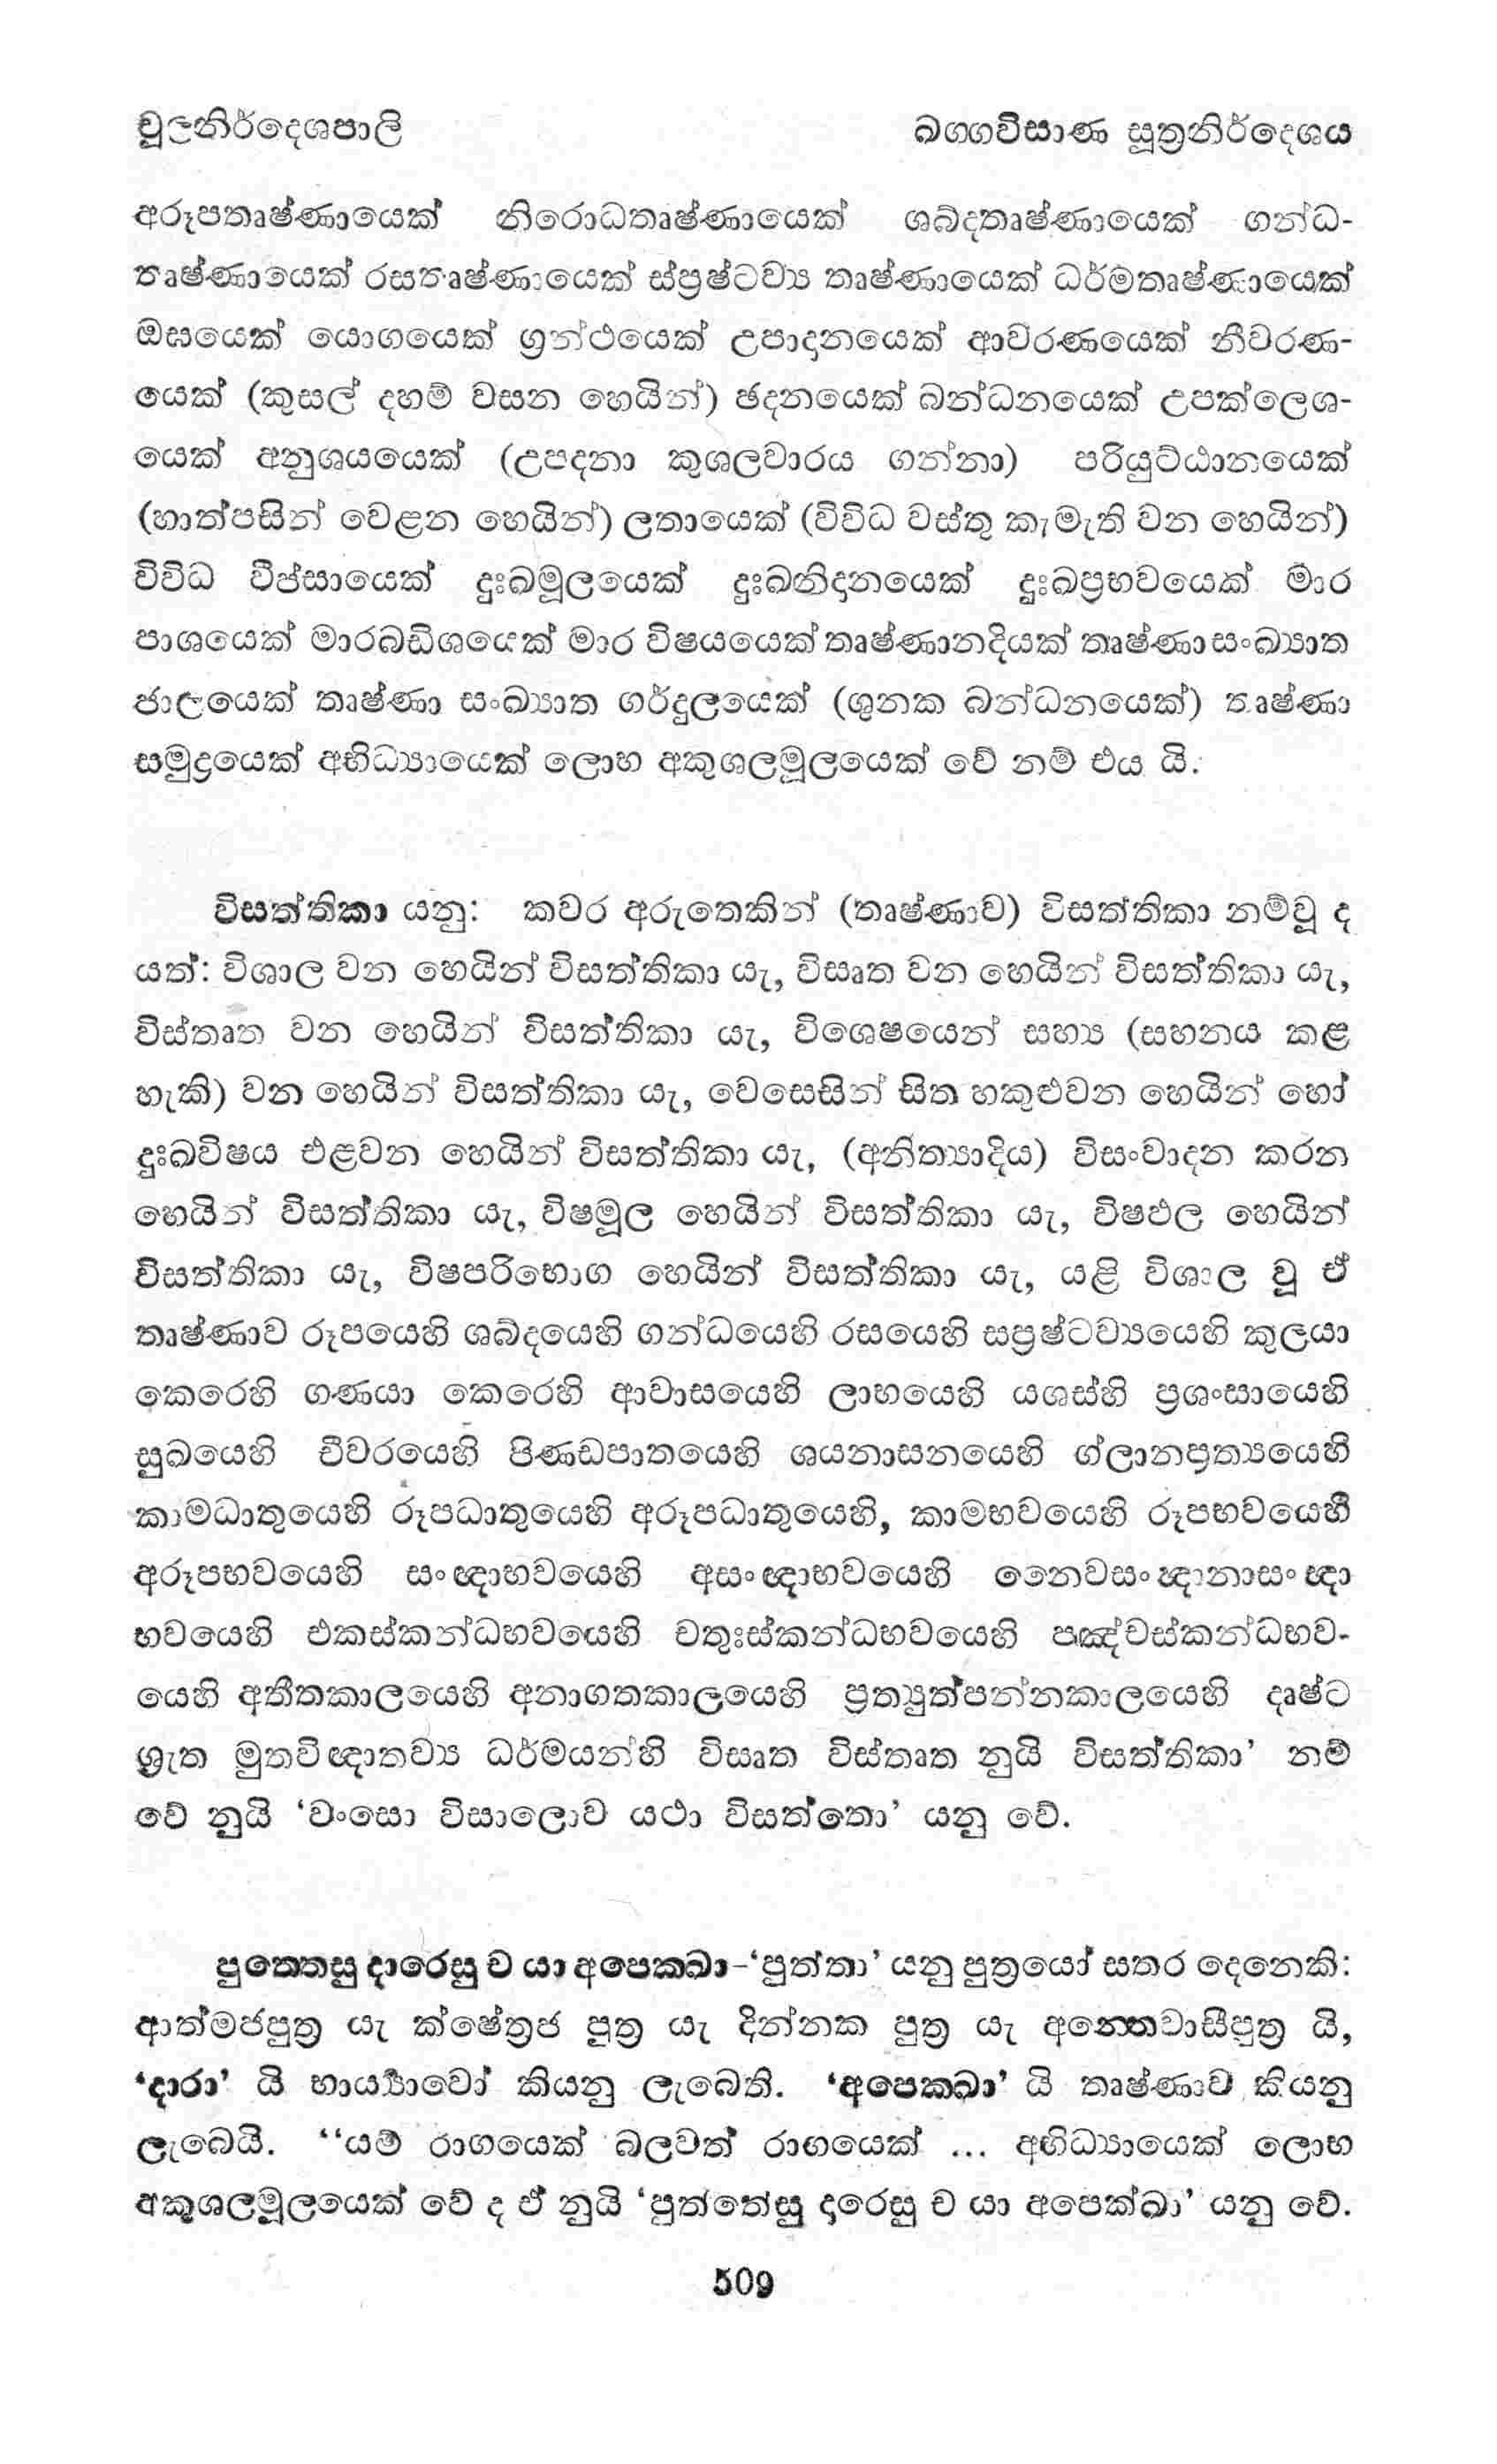 චූලනිර්දෙශපාලි	ඛග්ගවිසාණ සූත්‍රනිර්දෙශය
අරූපතෘෂ්ණායෙක් නිරොධතෘෂ්ණායෙක් ශබ්දතෘෂ්ණායෙක් ගන්ධ-
තෘෂ්ණායෙක් රසතෘෂ්ණායෙක් ස්ප්‍රෂ්ටව්‍ය තෘෂ්ණායෙක් ධර්මතෘෂ්ණායෙක්
ඔඝයෙක් යොගයෙක් ග්‍රන්ථයෙක් උපාදානයෙක් ආවරණයෙක් නීවරණ-
යෙක් (කුසල් දහම් වසන හෙයින්) ඡදනයෙක් බන්ධනයෙක් උපක්ලෙශ-
යෙක් අනුශයයෙක් (උපදනා කුශලවාරය ගන්නා) පරියුට්ඨානයෙක්
(හාත්පසින් වෙළන හෙයින්) ලතායෙක් (විවිධ වස්තු කැමැති වන හෙයින්)
විවිධ වීප්සායෙක් දුඃඛමූලයෙක් දුඃඛනිදානයෙක් දුඃඛප්‍රභවයෙක් මාර
පාශයෙක් මාරබඩිශයෙක් මාර විෂයයෙක් තෘෂ්ණානදියක් තෘෂ්ණා සංඛ්‍යාත
ජාලයෙක් තෘෂ්ණා සංඛ්‍යාත ගර්දුලයෙක් (ශුනක බන්ධනයෙක්) තෘෂ්ණා
සමුද්‍රයෙක් අභිධ්‍යායෙක් ලොභ අකුශලමූලයෙක් වේ නම් එය යි.
විසත්තිකා යනු: කවර අරුතෙකින් (තෘෂ්ණාව) විසත්තිකා නම්වූ ද
යත්: විශාල වන හෙයින් විසත්තිකා යැ, විසෘත වන හෙයින් විසත්තිකා යැ,
විස්තෘත වන හෙයින් විසත්තිකා යැ, විශෙෂයෙන් සහ්‍ය (සහනය කළ
හැකි) වන හෙයින් විසත්තිකා යැ, වෙසෙසින් සිත හකුළුවන හෙයින් හෝ
දුඃඛවිෂය එළවන හෙයින් විසත්තිකා යැ, (අනිත්‍යාදිය) විසංවාදන කරන
හෙයින් විසත්තිකා යැ, විෂමූල හෙයින් විසත්තිකා යැ, විෂඵල හෙයින්
විසත්තිකා යැ, විෂපරිභොග හෙයින් විසත්තිකා යැ, යළි විශාල වූ ඒ
තෘෂ්ණාව රූපයෙහි ශබ්දයෙහි ගන්ධයෙහි රසයෙහි සප්‍රෂ්ටව්‍යයෙහි කුලයා
කෙරෙහි ගණයා කෙරෙහි ආවාසයෙහි ලාභයෙහි යශස්හි ප්‍රශංසායෙහි
සුඛයෙහි චීවරයෙහි පිණ්ඩපාතයෙහි ශයනාසනයෙහි ග්ලානප්‍රත්‍යයෙහි
කාමධාතුයෙහි රූපධාතුයෙහි අරූපධාතුයෙහි, කාමභවයෙහි රූපභවයෙහි
අරූපභවයෙහි සංඥාභවයෙහි අසංඥාභවයෙහි නෛවසංඥානාසංඥා
භවයෙහි එකස්කන්ධභවයෙහි චතුඃස්කන්ධභවයෙහි පඤ්චස්කන්ධභව-
යෙහි අතීතකාලයෙහි අනාගතකාලයෙහි ප්‍රත්‍යුත්පන්නකාලයෙහි දෘෂ්ට
ශ්‍රැත මුතවිඥාතව්‍ය ධර්මයන්හි විසෘත විස්තෘත නුයි විසත්තිකා’ නම්
වේ නුයි ‘වංසො විසාලොව යථා විසත්තො’ යනු වේ.
පුත්තෙසු දාරෙසු ච යා අපෙක්ඛා-‘පුත්තා’ යනු පුත්‍රයෝ සතර දෙනෙකි:
ආත්මජපුත්‍ර යැ ක්ෂේත්‍රජ පුත්‍ර යැ දින්නක පුත්‍ර යැ අන්තෙවාසීපුත්‍ර යි,
‘දාරා’ යි භාර්‍ය්‍යාවෝ කියනු ලැබෙති. ‘අපෙක්ඛා’ යි තෘෂ්ණාව කියනු
ලැබෙයි. “යම් රාගයෙක් බලවත් රාගයෙක් ... අභිධ්‍යායෙක් ලොභ
අකුශලමූලයෙක් වේ ද ඒ නුයි ‘පුත්තේසු දාරෙසු ච යා අපෙක්ඛා’ යනු වේ.
509